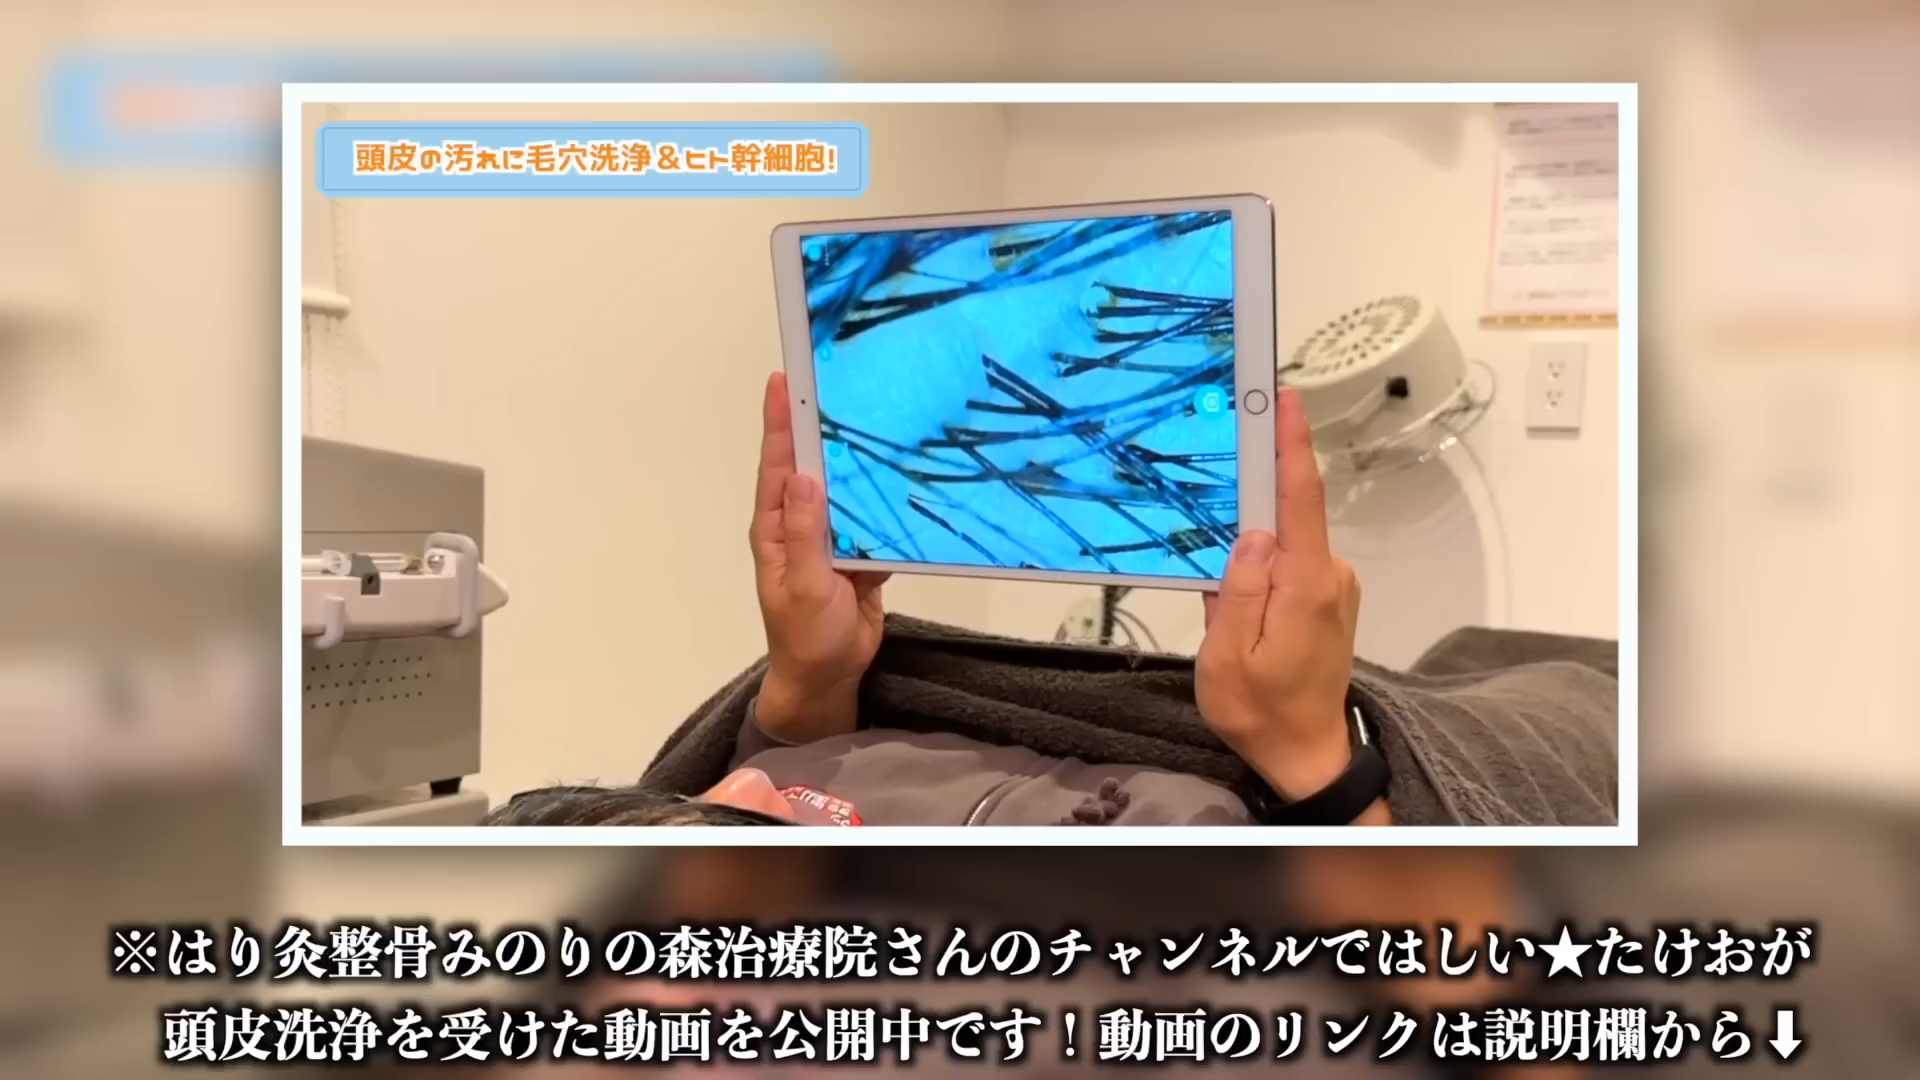 頭皮の汚れに毛穴洗浄&ヒト幹細胞!
※はり灸整骨みのりの森治療院さんのチャンネルではしい★たけおが
頭皮洗浄を受けた動画を公開中です！動画のリンクは説明欄から⬇